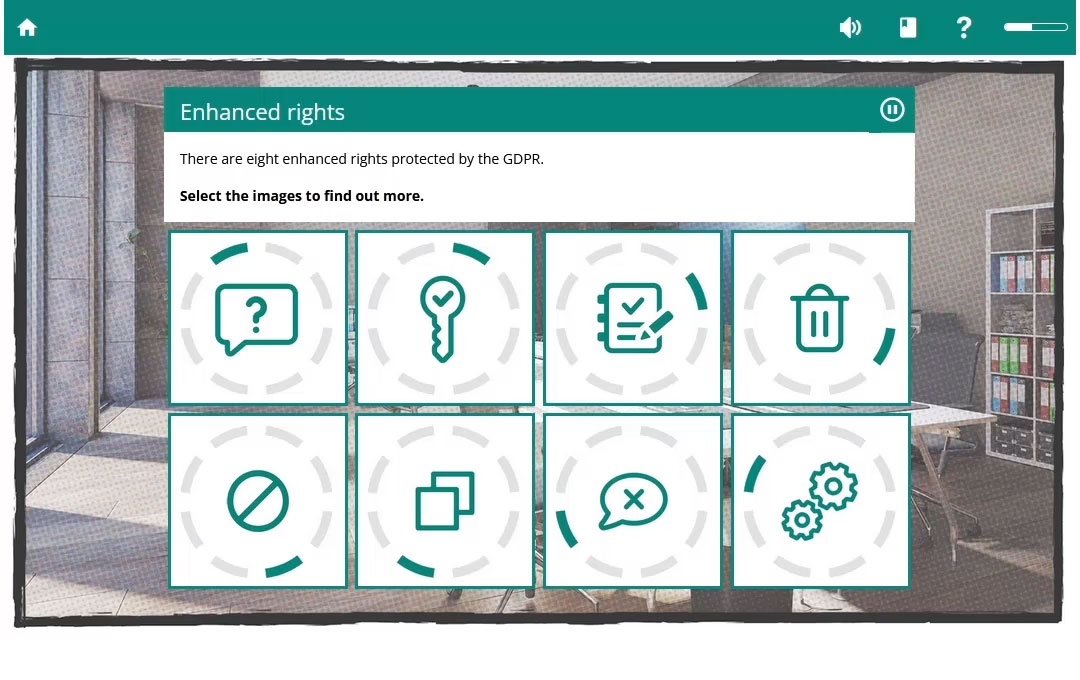 Enhanced rights
There are eight enhanced rights protected by the GDPR.
Select the images to find out more.